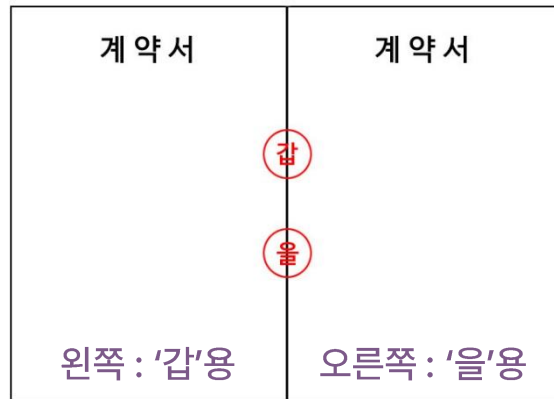 계 약 서
계 약 서
갑
을
왼쪽 : ‘갑’용
오른쪽 : ‘을’용